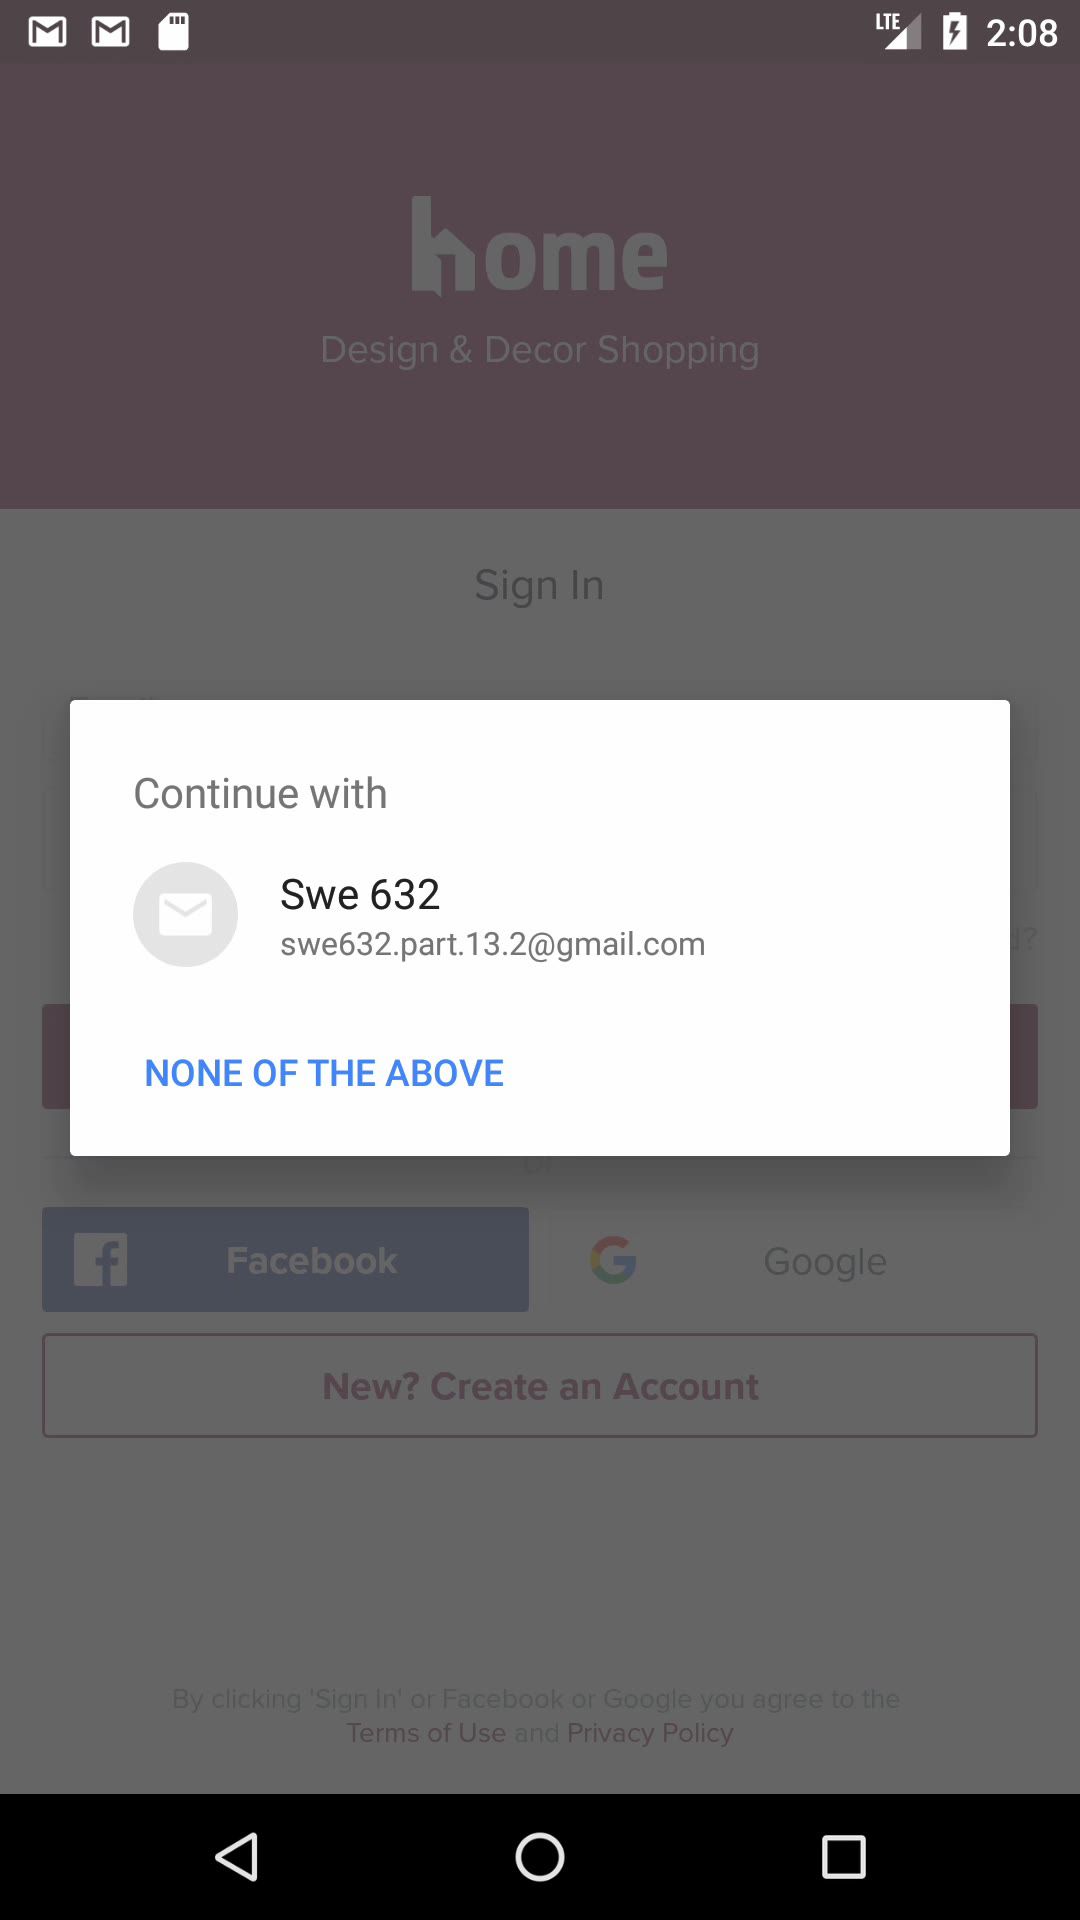 LTE 2:08
home
Design & Decor Shopping
Sign In
Continue with
Swe 632
swe632.part.13.2@gmail.com
NONE OF THE ABOVE
Facebook
Google
New? Create an Account
By clicking 'Sign In' or Facebook or Google you agree to the
Terms of Use and Privacy Policy